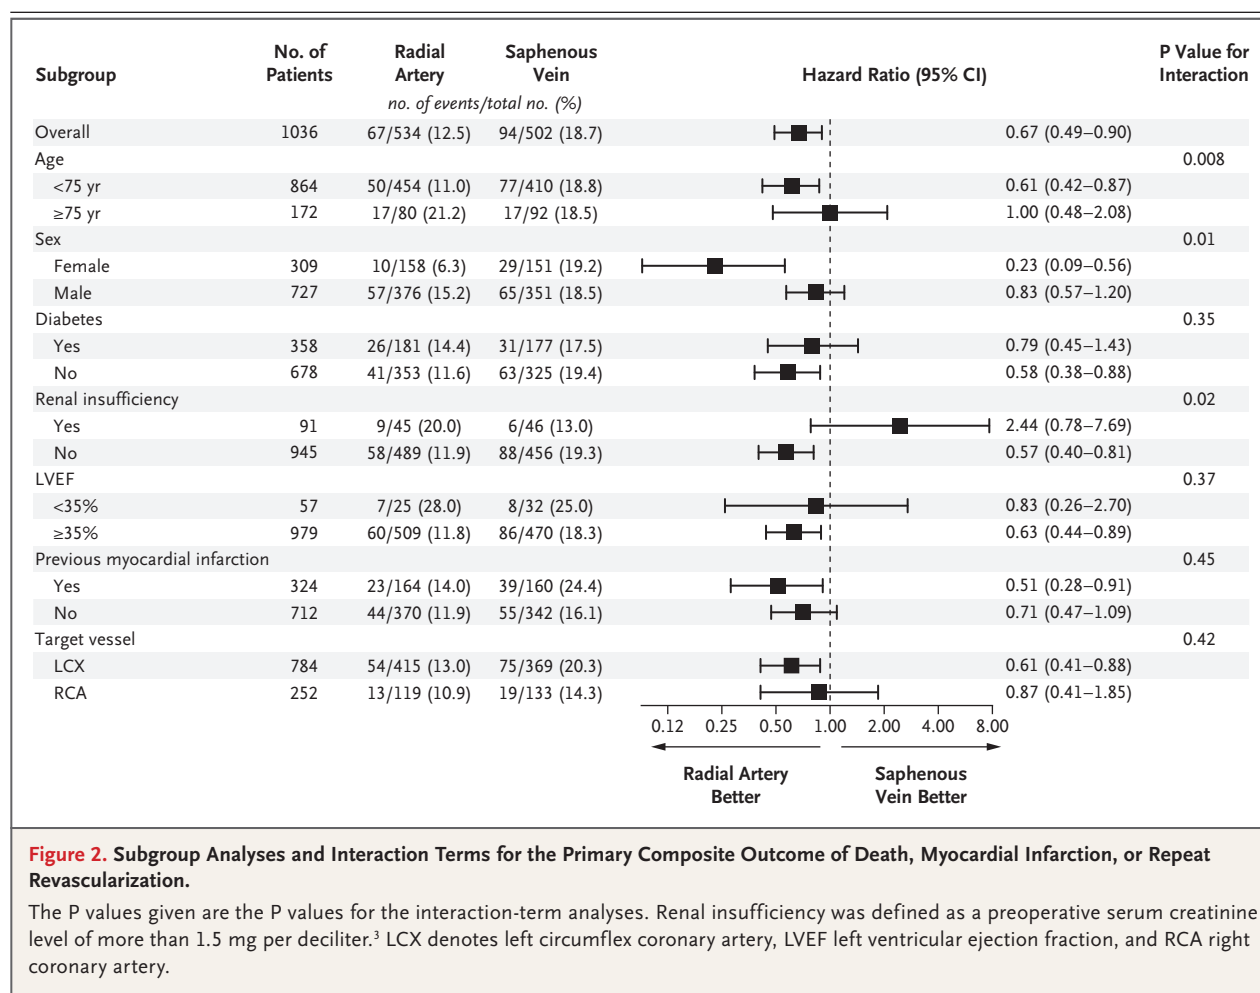 Subgroup No. of Patients Radial Artery Saphenous Vein Hazard Ratio (95% CI) P Value for Interaction
no. of events/total no. (%)
Overall 1036 67/534 (12.5) 94/502 (18.7) 0.67 (0.49–0.90)
Age 0.008
<75 yr 864 50/454 (11.0) 77/410 (18.8) 0.61 (0.42–0.87)
≥75 yr 172 17/80 (21.2) 17/92 (18.5) 1.00 (0.48–2.08)
Sex 0.01
Female 309 10/158 (6.3) 29/151 (19.2) 0.23 (0.09–0.56)
Male 727 57/376 (15.2) 65/351 (18.5) 0.83 (0.57–1.20)
Diabetes 0.35
Yes 358 26/181 (14.4) 31/177 (17.5) 0.79 (0.45–1.43)
No 678 41/353 (11.6) 63/325 (19.4) 0.58 (0.38–0.88)
Renal insufficiency 0.02
Yes 91 9/45 (20.0) 6/46 (13.0) 2.44 (0.78–7.69)
No 945 58/489 (11.9) 88/456 (19.3) 0.57 (0.40–0.81)
LVEF 0.37
<35% 57 7/25 (28.0) 8/32 (25.0) 0.83 (0.26–2.70)
≥35% 979 60/509 (11.8) 86/470 (18.3) 0.63 (0.44–0.89)
Previous myocardial infarction 0.45
Yes 324 23/164 (14.0) 39/160 (24.4) 0.51 (0.28–0.91)
No 712 44/370 (11.9) 55/342 (16.1) 0.71 (0.47–1.09)
Target vessel 0.42
LCX 784 54/415 (13.0) 75/369 (20.3) 0.61 (0.41–0.88)
RCA 252 13/119 (10.9) 19/133 (14.3) 0.87 (0.41–1.85)
0.12 0.25 0.50 1.00 2.00 4.00 8.00
Radial Artery Better Saphenous Vein Better
Figure 2. Subgroup Analyses and Interaction Terms for the Primary Composite Outcome of Death, Myocardial Infarction, or Repeat
Revascularization.
The P values given are the P values for the interaction-term analyses. Renal insufficiency was defined as a preoperative serum creatinine
level of more than 1.5 mg per deciliter.³ LCX denotes left circumflex coronary artery, LVEF left ventricular ejection fraction, and RCA right
coronary artery.